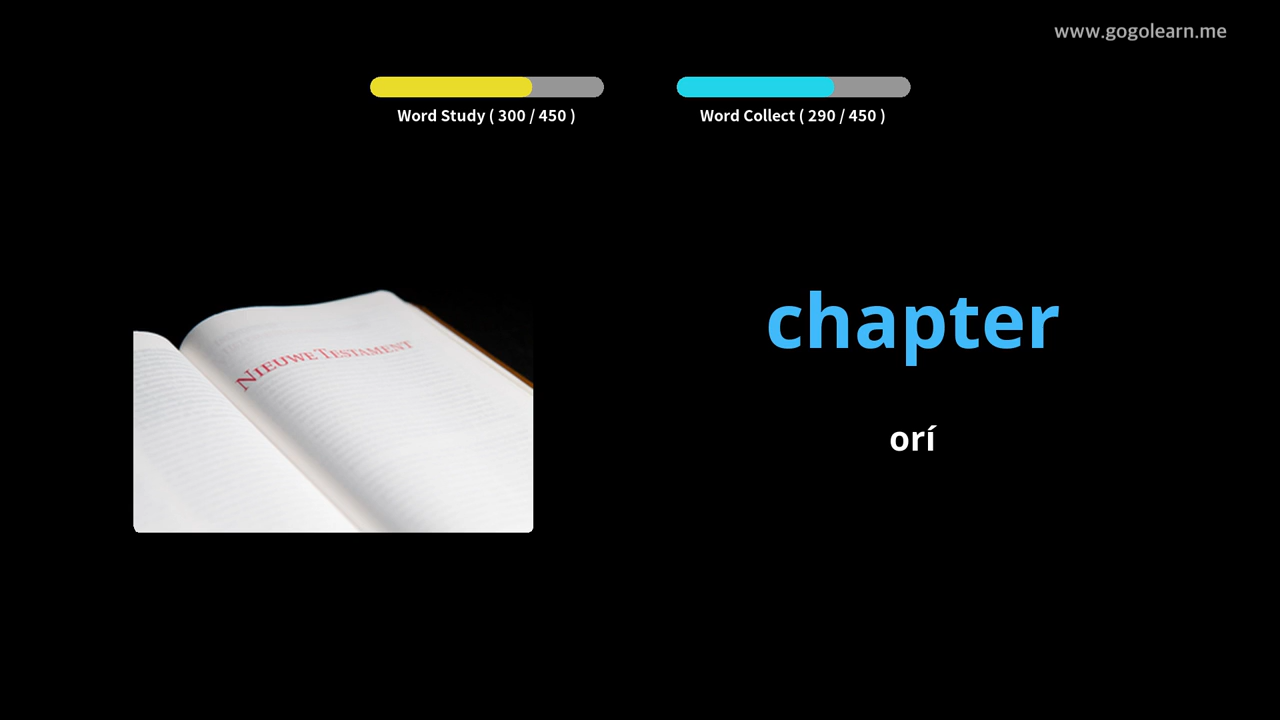 www.gogolearn.me
Word Study ( 300 / 450 )
Word Collect ( 290 / 450 )
NIEUWE TESTAMENT
chapter
orí